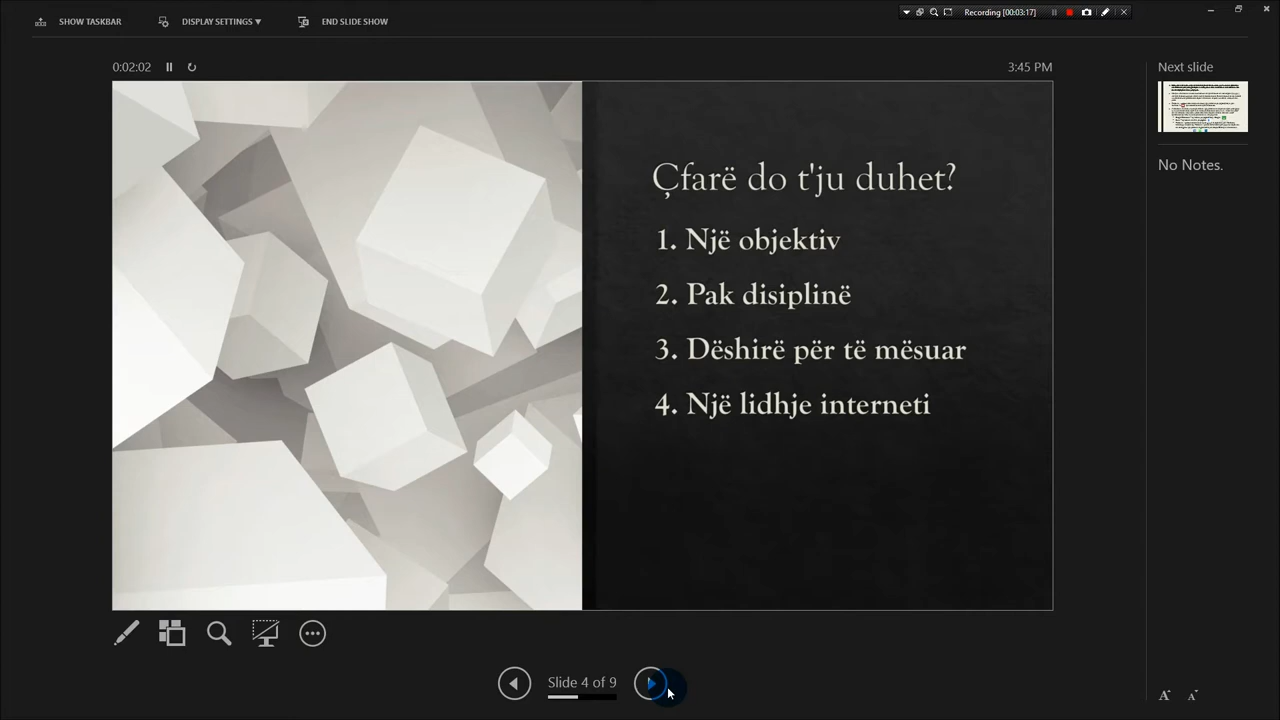 SHOW TASKBAR
DISPLAY SETTINGS
END SLIDE SHOW
Recording [00:03:17]
0:02:02
3:45 PM
Next slide
No Notes.
Çfarë do t'ju duhet?
1. Një objektiv
2. Pak disiplinë
3. Dëshirë për të mësuar
4. Një lidhje interneti
Slide 4 of 9
A A